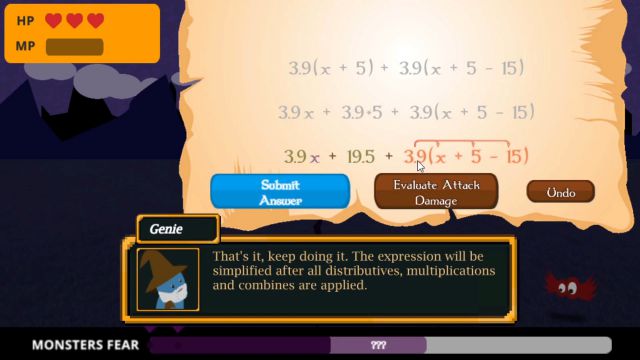 HP
MP
3.9(x + 5) + 3.9(x + 5 - 15)
3.9x + 3.9•5 + 3.9(x + 5 - 15)
3.9x + 19.5 + 3.9(x + 5 - 15)
Submit Answer
Evaluate Attack Damage
Undo
Genie
That's it, keep doing it. The expression will be
simplified after all distributives, multiplications
and combines are applied.
MONSTERS FEAR
???